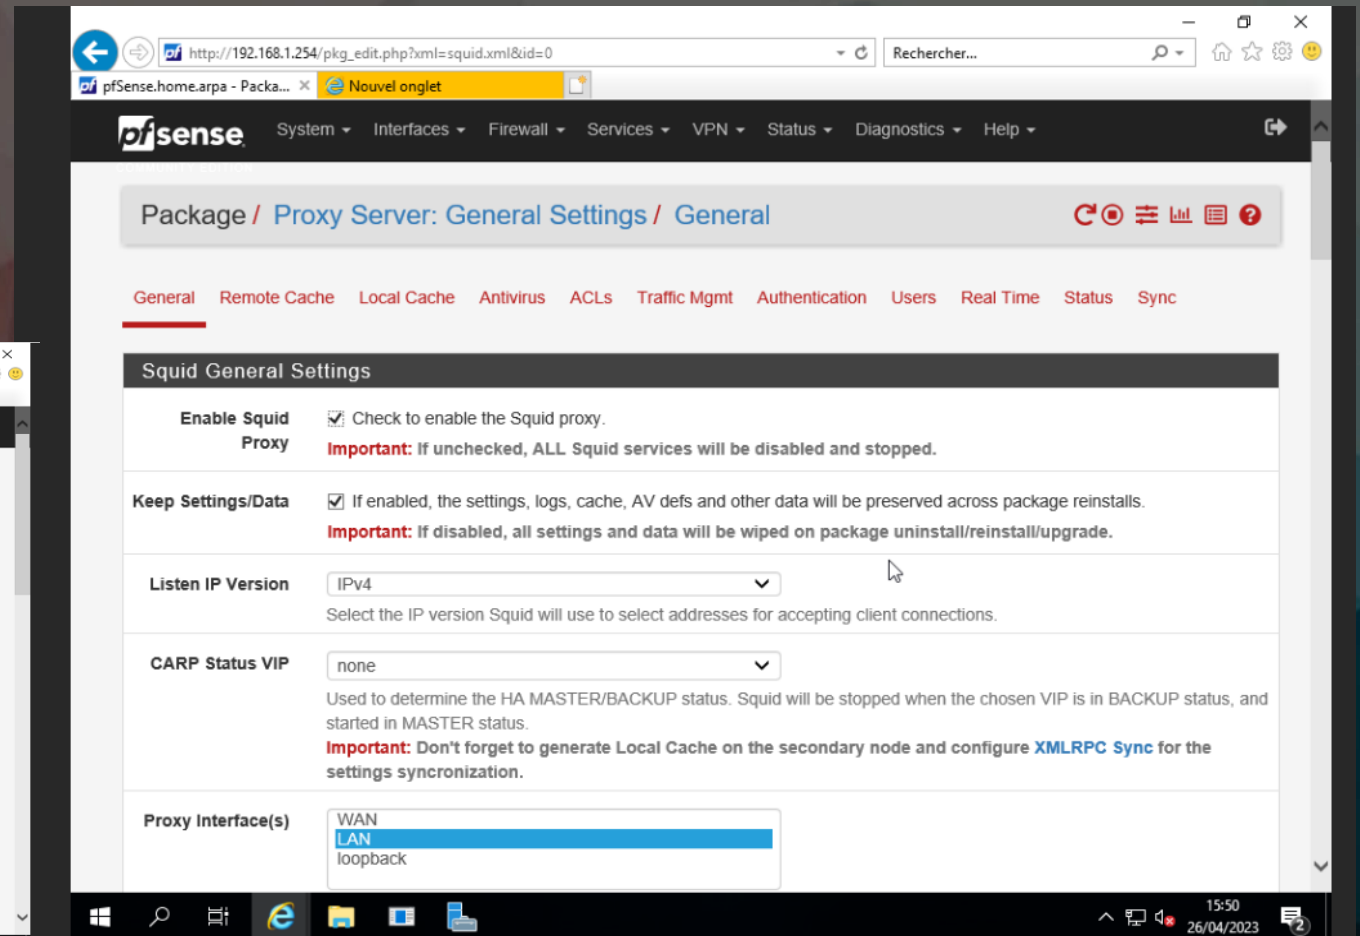 http://192.168.1.254/pkg_edit.php?xml=squid.xml&id=0
Rechercher...
pfSense.home.arpa - Packa...
Nouvel onglet
pfsense
System
Interfaces
Firewall
Services
VPN
Status
Diagnostics
Help
COMMUNITY EDITION
Package / Proxy Server: General Settings / General
General
Remote Cache
Local Cache
Antivirus
ACLs
Traffic Mgmt
Authentication
Users
Real Time
Status
Sync
Squid General Settings
Enable Squid
Proxy
Check to enable the Squid proxy.
Important: If unchecked, ALL Squid services will be disabled and stopped.
Keep Settings/Data
If enabled, the settings, logs, cache, AV defs and other data will be preserved across package reinstalls.
Important: If disabled, all settings and data will be wiped on package uninstall/reinstall/upgrade.
Listen IP Version
IPv4
Select the IP version Squid will use to select addresses for accepting client connections.
CARP Status VIP
none
Used to determine the HA MASTER/BACKUP status. Squid will be stopped when the chosen VIP is in BACKUP status, and
started in MASTER status.
Important: Don't forget to generate Local Cache on the secondary node and configure XMLRPC Sync for the
settings syncronization.
Proxy Interface(s)
WAN
LAN
loopback
15:50
26/04/2023
2